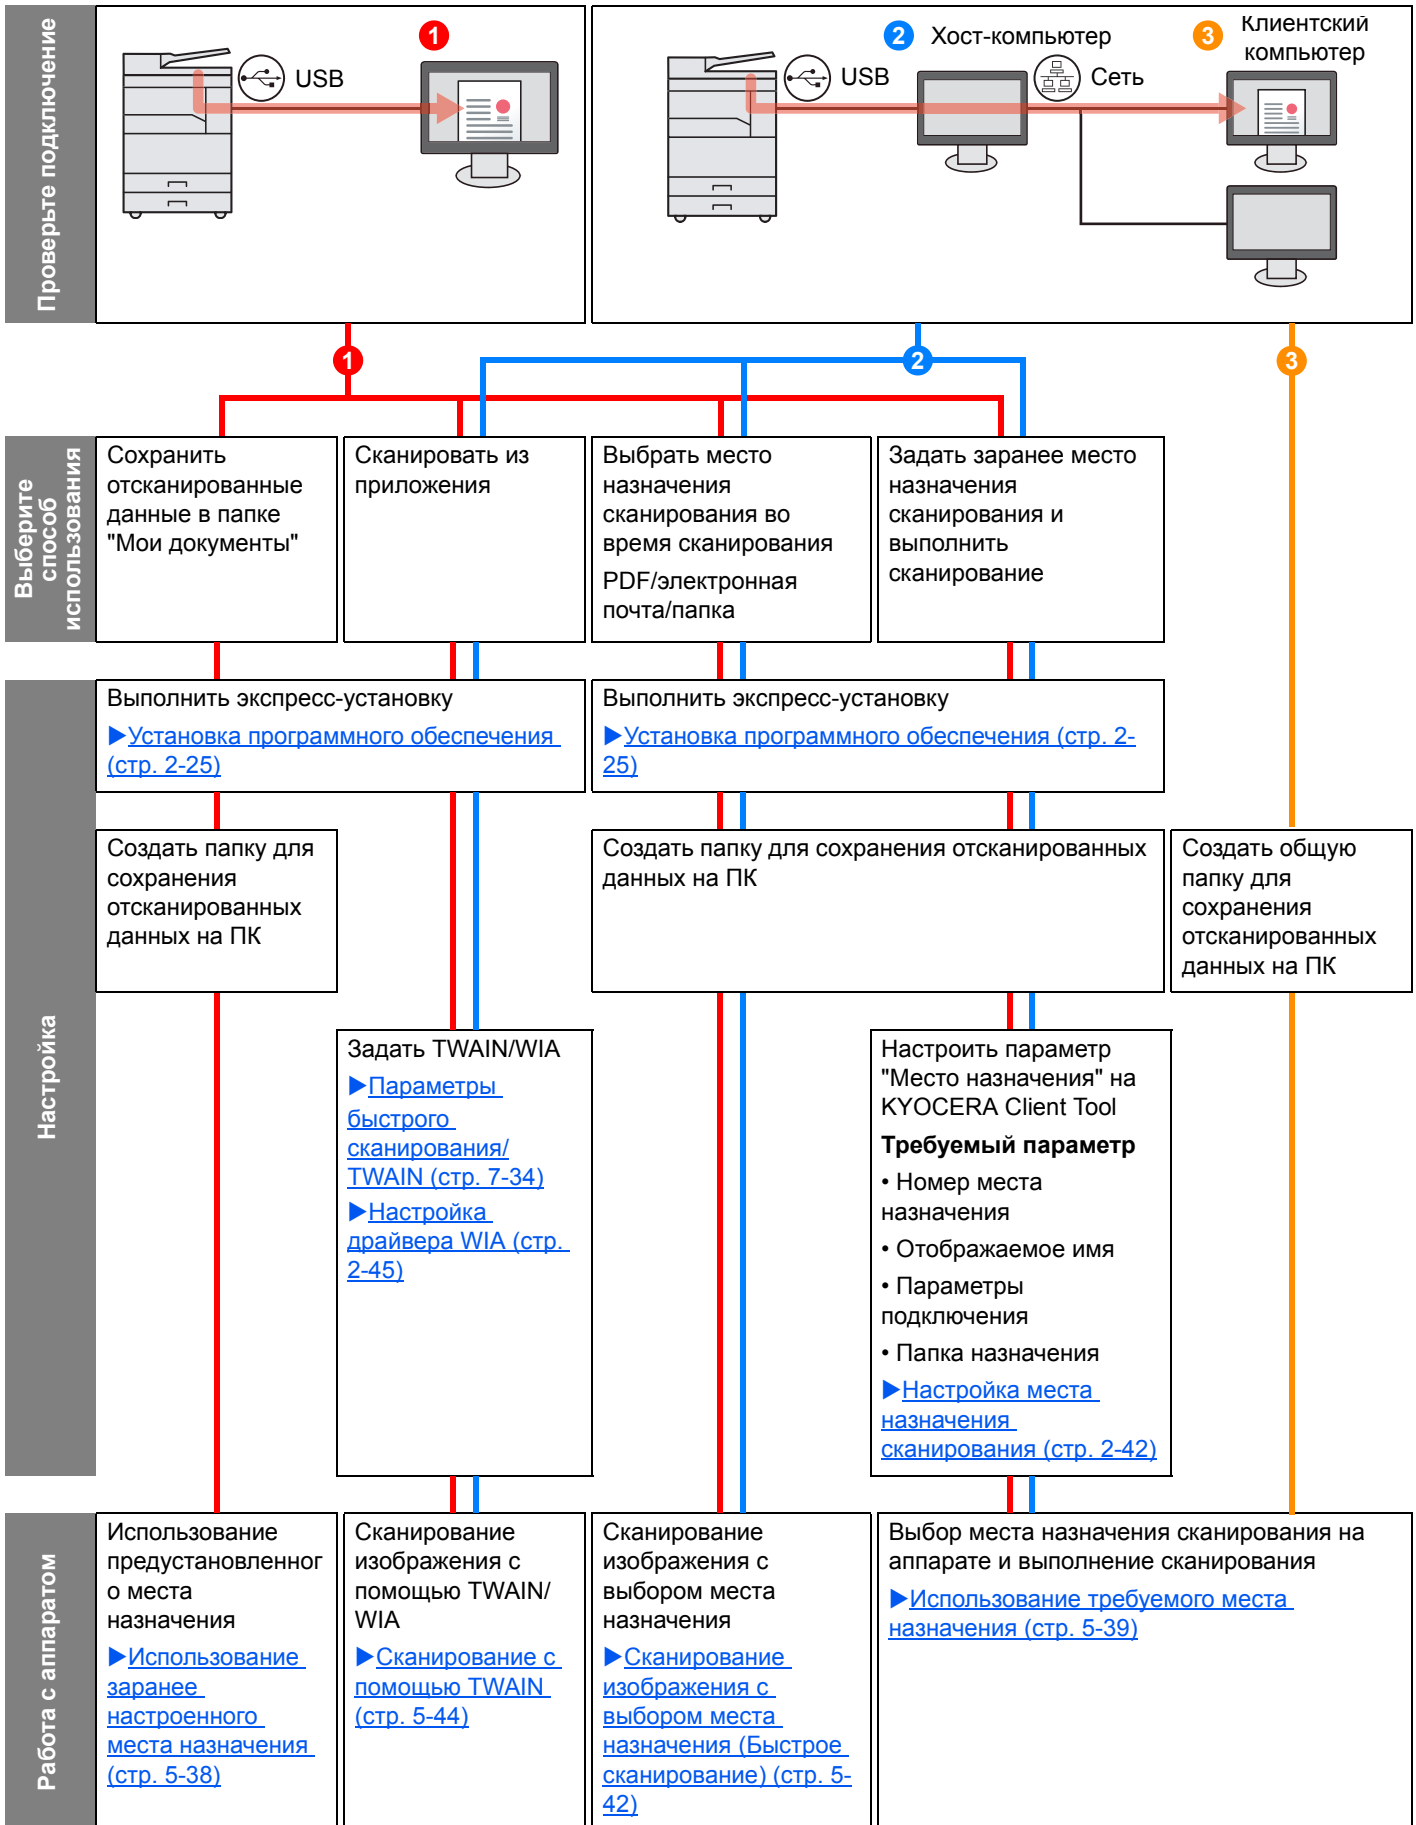 Проверьте подключение
1
USB
2
Хост-компьютер
USB
Сеть
3
Клиентский
компьютер
1
2
3
Выберите
способ
использования
Сохранить
отсканированные
данные в папке
"Мои документы"
Сканировать из
приложения
Выбрать место
назначения
сканирования во
время сканирования
PDF/электронная
почта/папка
Задать заранее место
назначения
сканирования и
выполнить
сканирование
Настройка
Выполнить экспресс-установку
▶Установка программного обеспечения
(стр. 2-25)
Выполнить экспресс-установку
▶Установка программного обеспечения (стр. 2-
25)
Создать папку для
сохранения
отсканированных
данных на ПК
Создать папку для сохранения отсканированных
данных на ПК
Создать общую
папку для
сохранения
отсканированных
данных на ПК
Задать TWAIN/WIA
▶Параметры
быстрого
сканирования/
TWAIN (стр. 7-34)
▶Настройка
драйвера WIA (стр.
2-45)
Настроить параметр
"Место назначения" на
KYOCERA Client Tool
Требуемый параметр
• Номер места
назначения
• Отображаемое имя
• Параметры
подключения
• Папка назначения
▶Настройка места
назначения
сканирования (стр. 2-42)
Работа с аппаратом
Использование
предустановленног
о места
назначения
▶Использование
заранее
настроенного
места назначения
(стр. 5-38)
Сканирование
изображения с
помощью TWAIN/
WIA
▶Сканирование с
помощью TWAIN
(стр. 5-44)
Сканирование
изображения с
выбором места
назначения
▶Сканирование
изображения с
выбором места
назначения (Быстрое
сканирование) (стр. 5-
42)
Выбор места назначения сканирования на
аппарате и выполнение сканирования
▶Использование требуемого места
назначения (стр. 5-39)